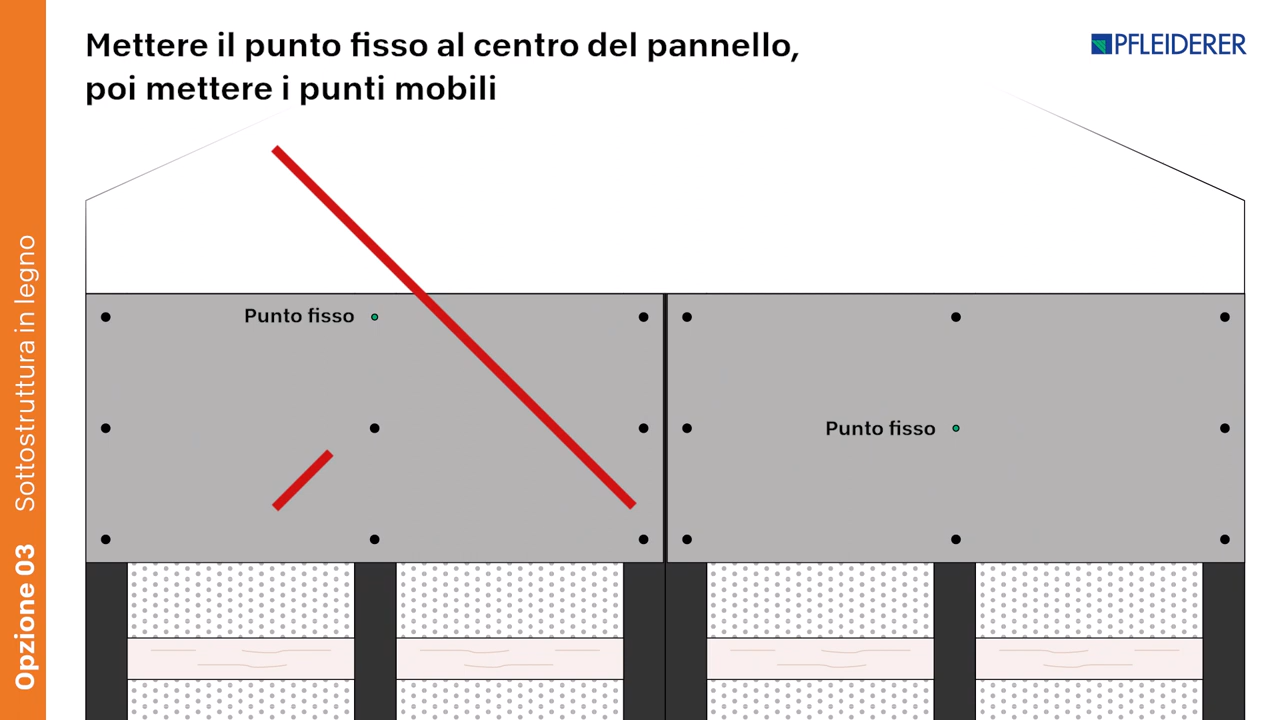 Mettere il punto fisso al centro del pannello,
poi mettere i punti mobili
PFLEIDERER
Punto fisso
Punto fisso
Opzione 03 Sottostruttura in legno